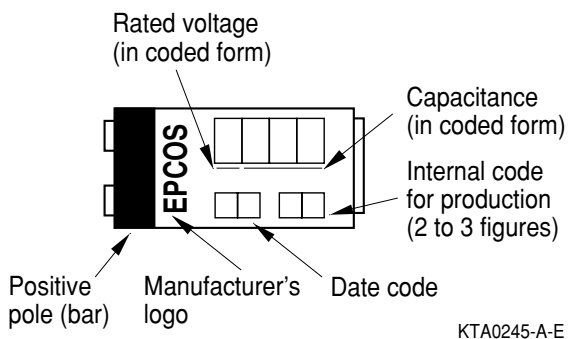 Rated voltage
(in coded form)
Capacitance
(in coded form)
EPCOS
Internal code
for production
(2 to 3 figures)
Positive
pole (bar)
Manufacturer's
logo
Date code
KTA0245-A-E